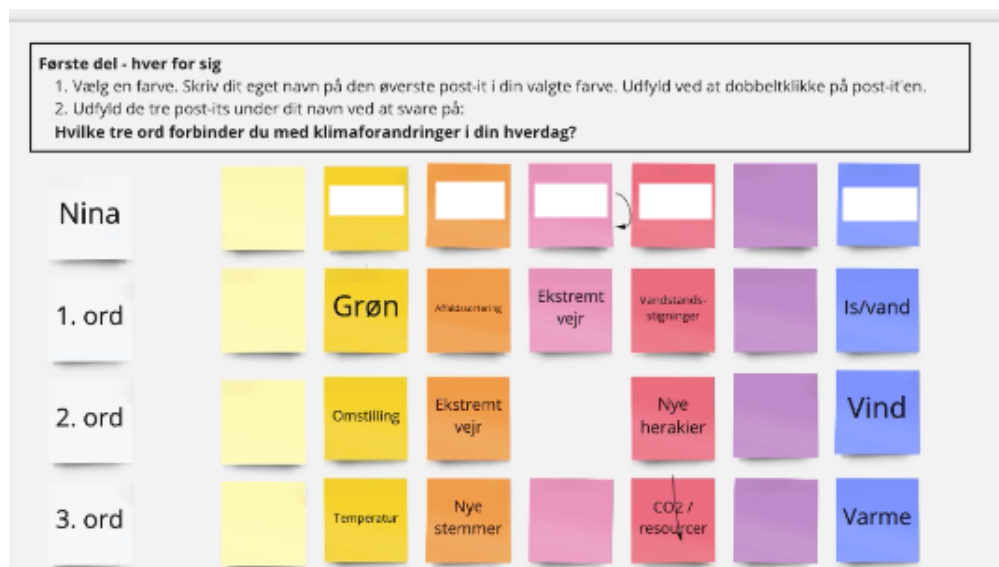 Første del - hver for sig
1. Vælg en farve. Skriv dit eget navn på den øverste post-it i din valgte farve. Udfyld ved at dobbeltklikke på post-it'en.
2. Udfyld de tre post-its under dit navn ved at svare på:
Hvilke tre ord forbinder du med klimaforandringer i din hverdag?
Nina
1. ord
Grøn
Affaldssortering
Ekstremt
vejr
Vandstands-
stigninger
Is/vand
2. ord
Omstilling
Ekstremt
vejr
Nye
herakier
Vind
3. ord
Temperatur
Nye
stemmer
CO2 /
resourcer
Varme